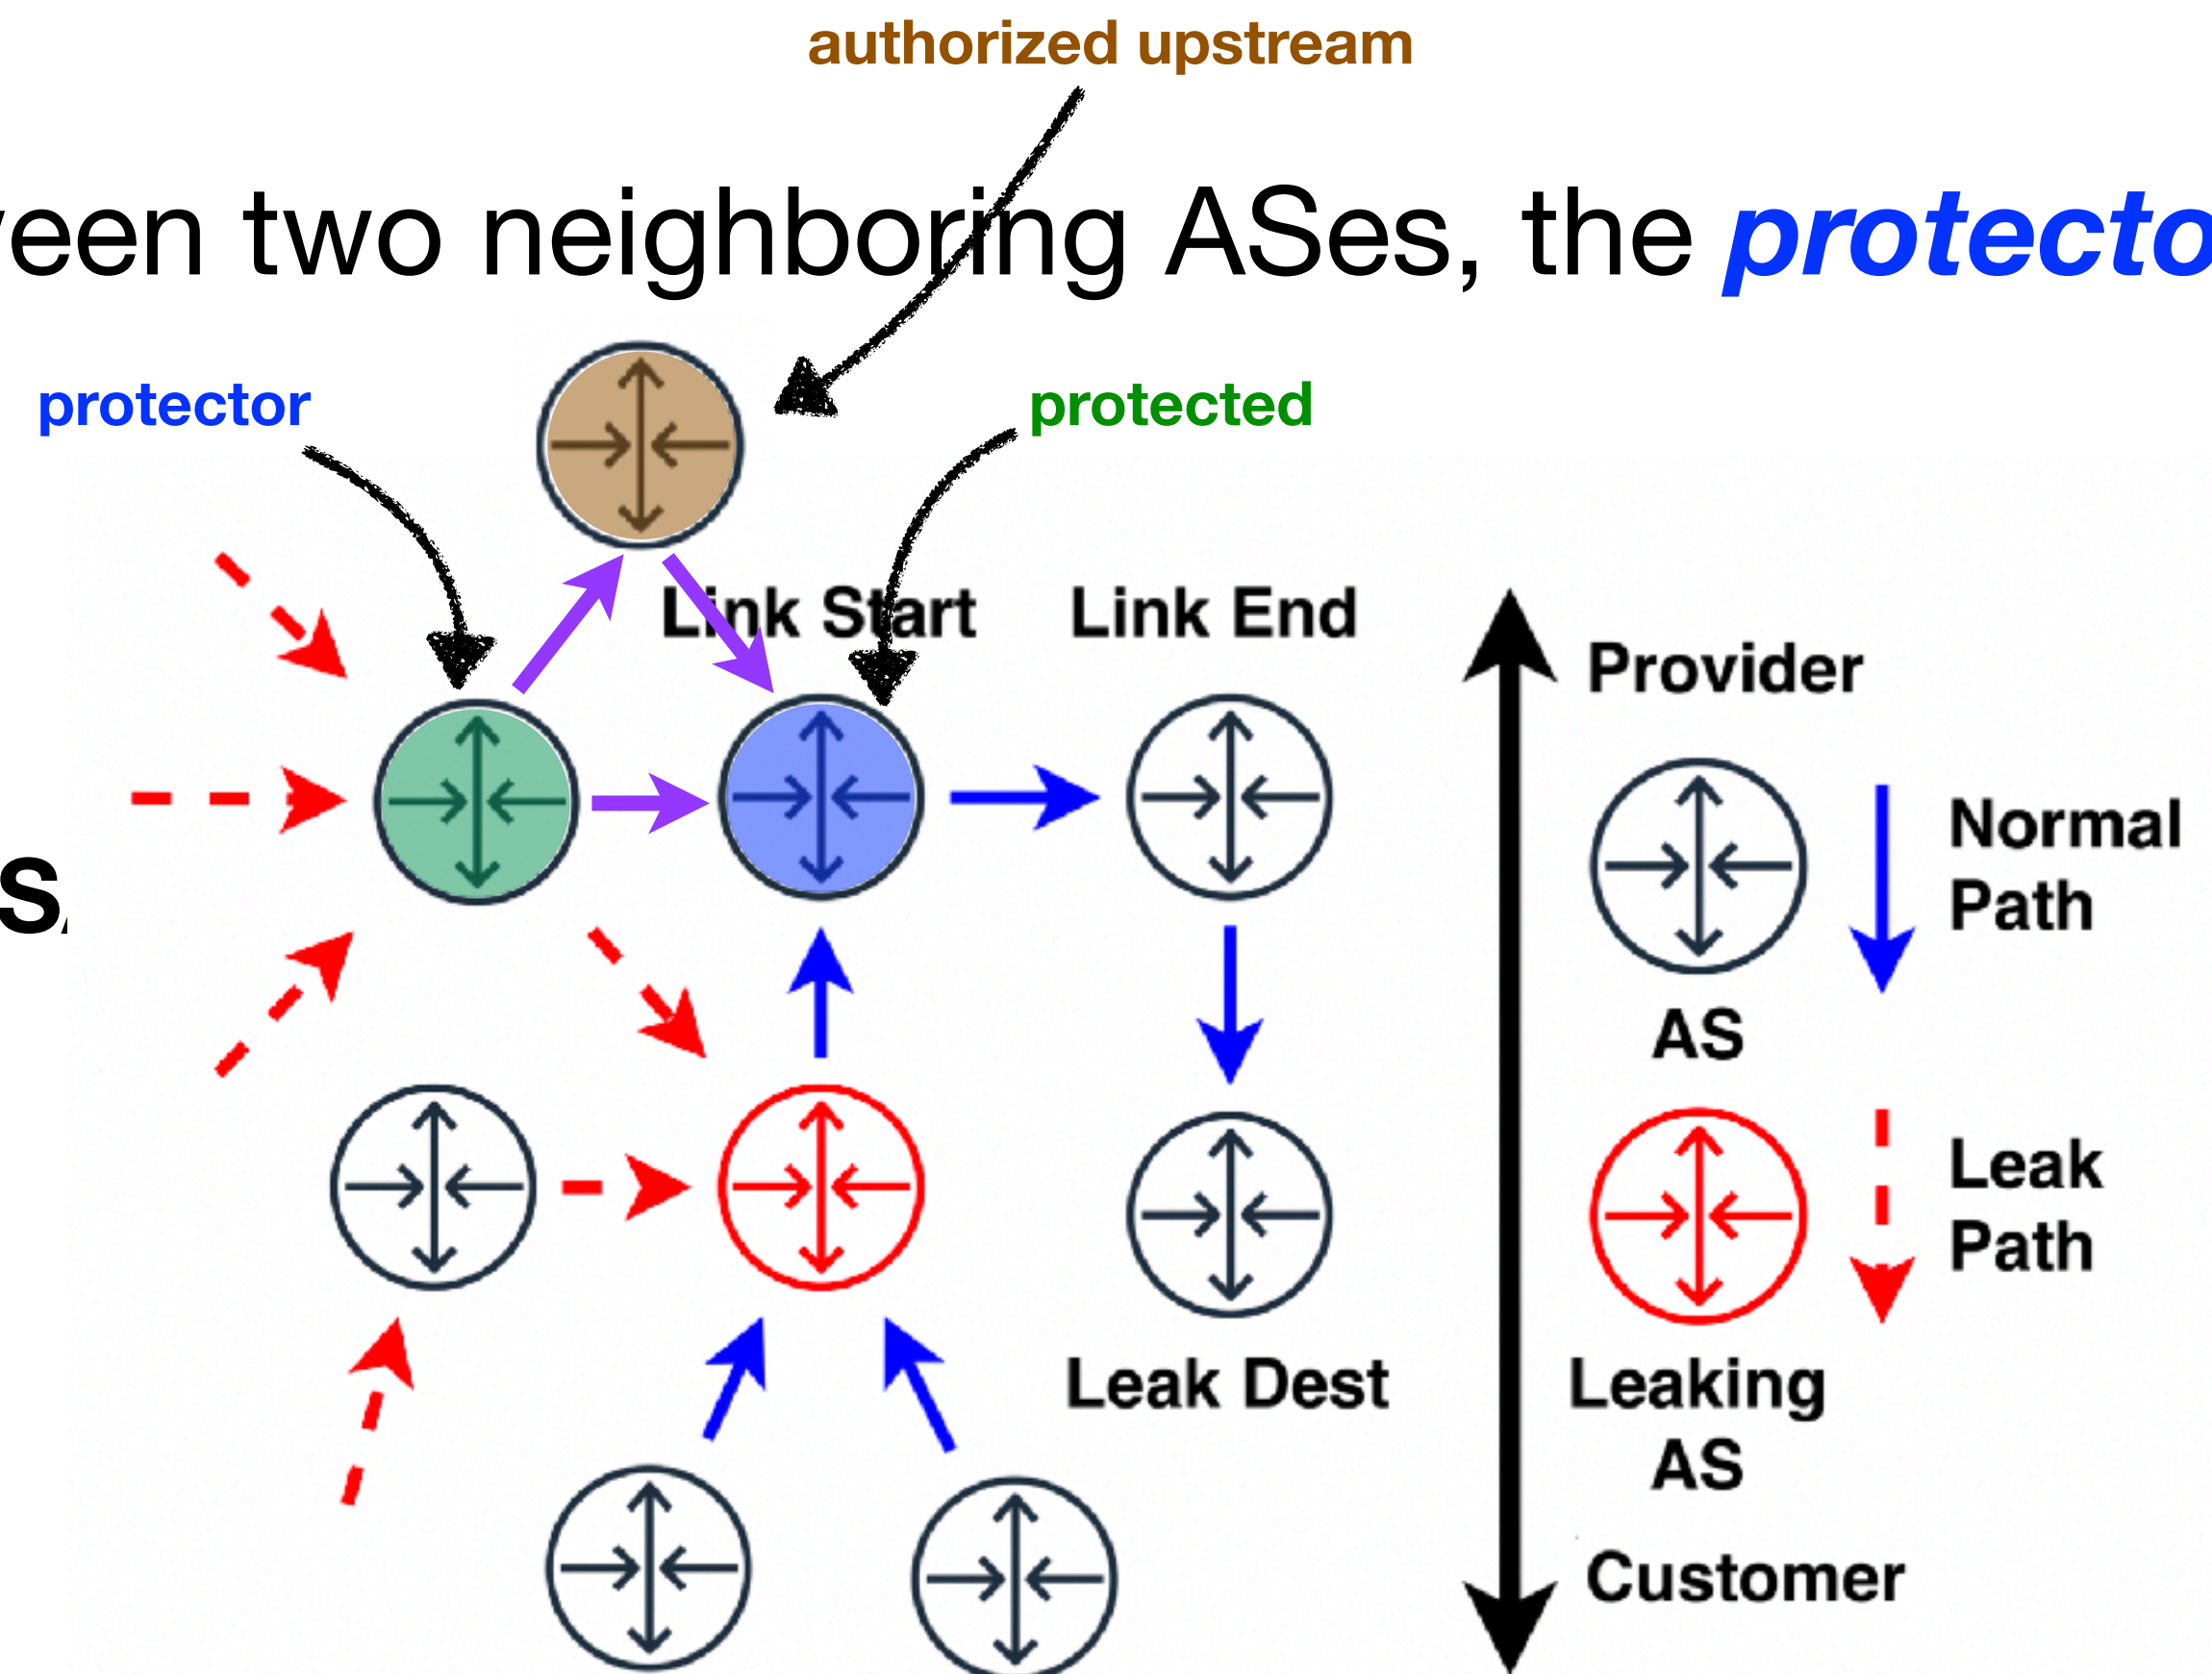 authorized upstream
two neighboring ASes, the
protector
protected
Link Start
Link End
Provider
Normal
Path
AS
Leak
Path
Leak Dest
Leaking
AS
Customer